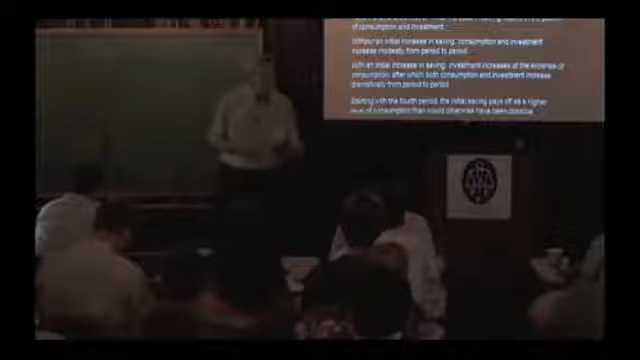 of consumption and investment.
Without an initial increase in saving, consumption and investment
increase modestly from period to period.
With an initial increase in saving, investment increases at the expense of
consumption, after which both consumption and investment increase
from period to period.
Starting with the fourth period, the initial saving pays off as a higher
level of consumption than would otherwise have been possible.